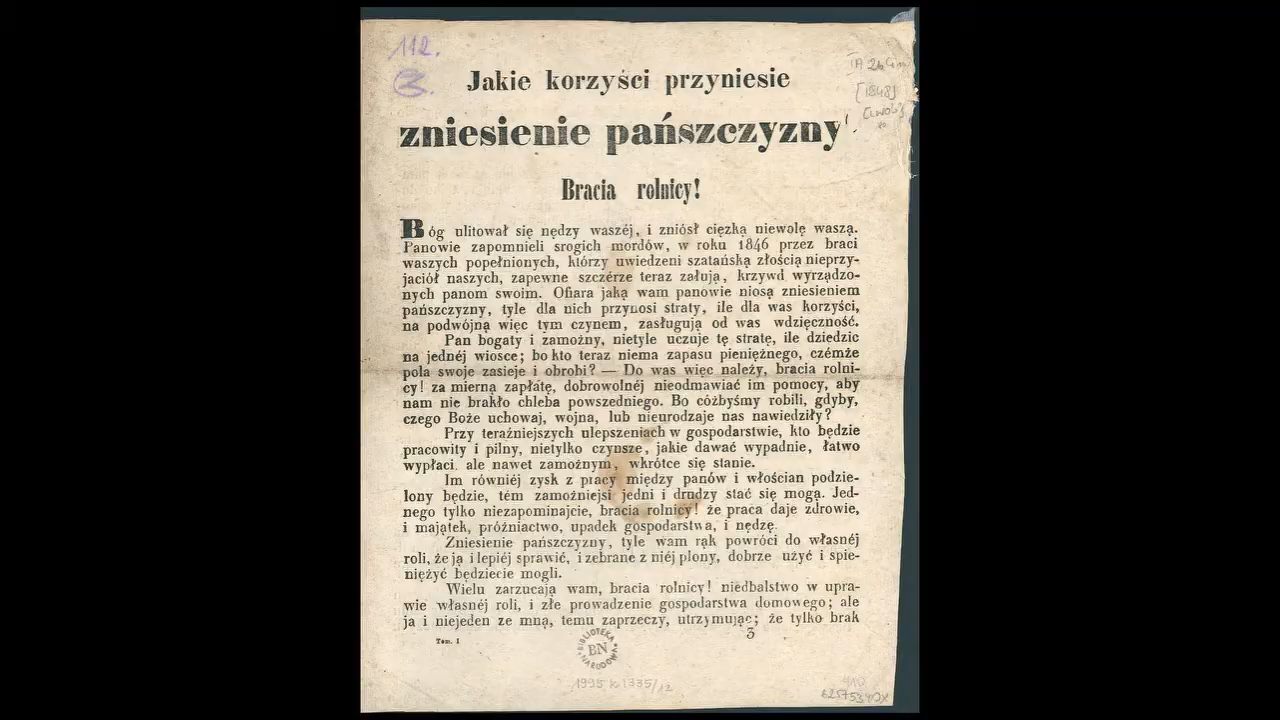 112.
3.
[1848]
Jakie korzyści przyniesie
zniesienie pańszczyzny
Bracia rolnicy!
Bóg ulitował się nędzy waszéj, i zniósł ciężką niewolę waszą.
Panowie zapomnieli srogich mordów, w roku 1846 przez braci
waszych popełnionych, którzy uwiedzeni szatańską złością nieprzy-
jaciół naszych, zapewne szczérze teraz załują, krzywd wyrządzo-
nych panom swoim. Ofiara jaką wam panowie niosą zniesieniem
pańszczyzny, tyle dla nich przynosi straty, ile dla was korzyści,
na podwójną więc tym czynem, zasługują od was wdzięczność.
Pan bogaty i zamożny, nietyle uczuje tę stratę, ile dziedzic
na jednéj wiosce; bo kto teraz niema zapasu pieniężnego, czémże
pola swoje zasieje i obrobi? — Do was więc należy, bracia rolni-
cy! za mierną zapłatę, dobrowolnéj nieodmawiać im pomocy, aby
nam nie brakło chleba powszedniego. Bo cóżbyśmy robili, gdyby,
czego Boże uchowaj, wojna, lub nieurodzaje nas nawiedziły?
Przy teraźniejszych ulepszeniach w gospodarstwie, kto będzie
pracowity i pilny, nietylko czynsze, jakie dawać wypadnie, łatwo
wypłaci, ale nawet zamożnym, wkrótce się stanie.
Im równiéj zysk z pracy między panów i włościan podzie-
lony będzie, tém zamożniejsi jedni i drudzy stać się mogą. Jed-
nego tylko niezapominajcie, bracia rolnicy! że praca daje zdrowie,
i majątek, próżniactwo, upadek gospodarstwa, i nędzę.
Zniesienie pańszczyzny, tyle wam rąk powróci do własnéj
roli, że ją i lepiéj sprawić, i zebrane z niéj plony, dobrze użyć i spie-
niężyć będziecie mogli.
Wielu zarzucają wam, bracia rolnicy! niedbalstwo w upra-
wie własnéj roli, i złe prowadzenie gospodarstwa domowego; ale
ja i niejeden ze mną, temu zaprzeczy, utrzymując; że tylko brak
Tom. I
3
BIBLIOTEKA
BN
NARODOWA
1995 K 1335/12